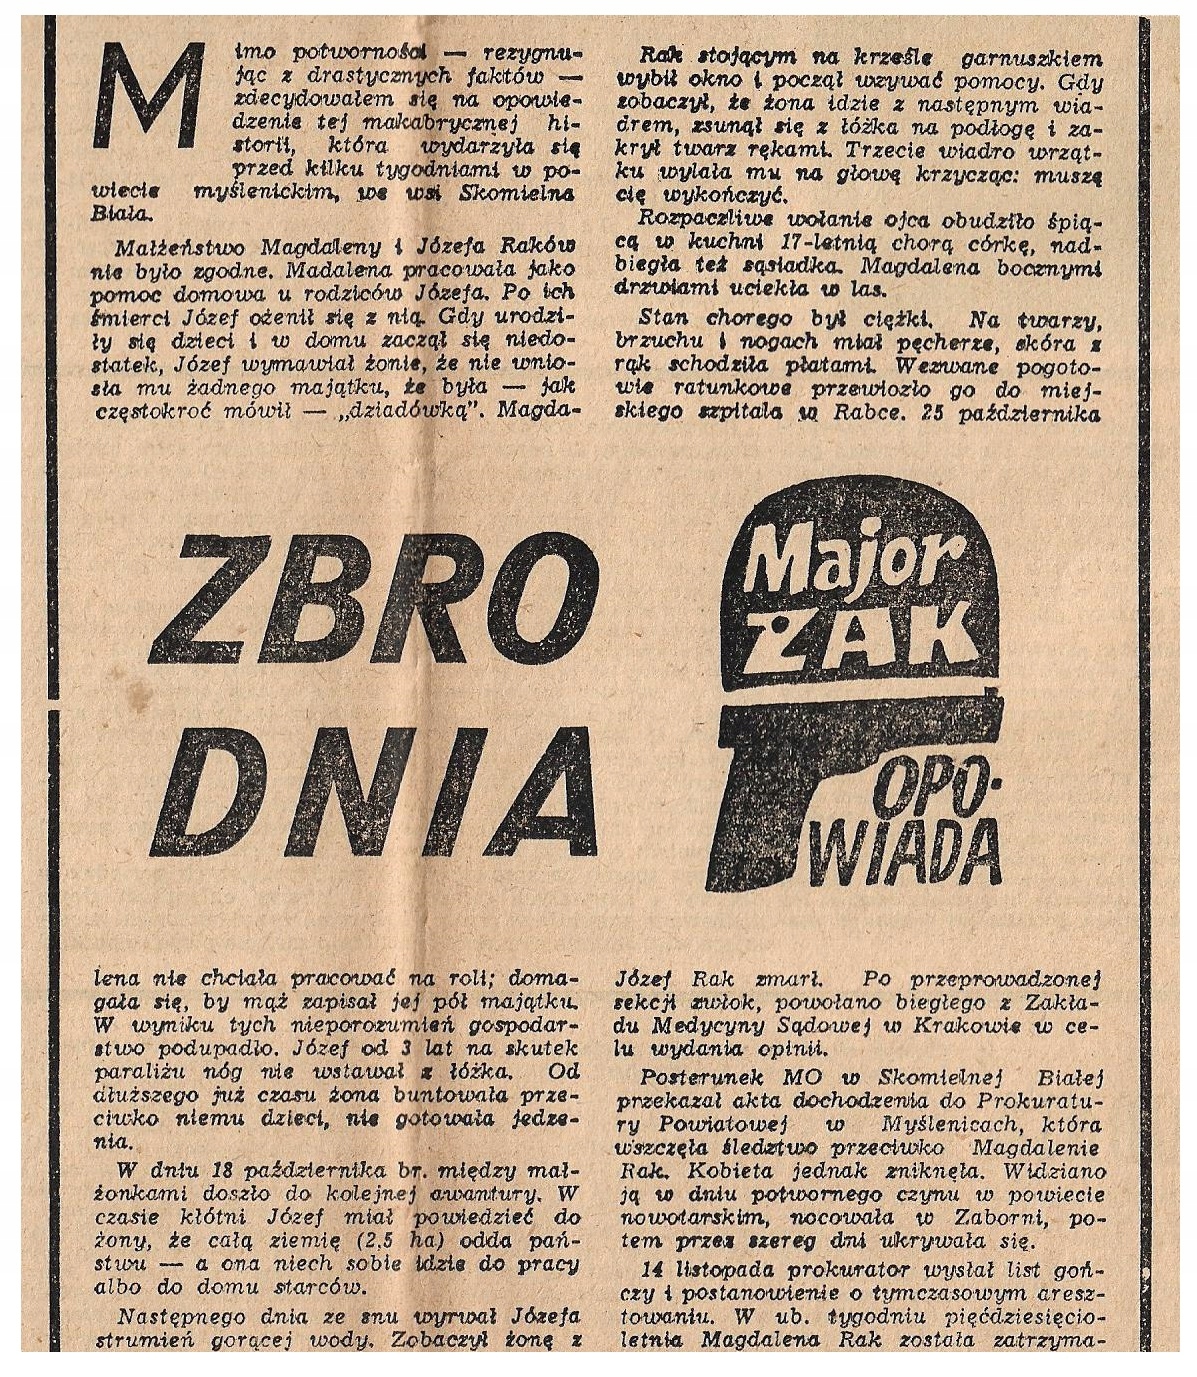 Mimo potworności — rezygnu-
jąc z drastycznych faktów —
zdecydowałem się na opowie-
dzenie tej makabrycznej hi-
storii, która wydarzyła się
przed kilku tygodniami w po-
wiecie myślenickim, we wsi Skomielna
Biała.
Małżeństwo Magdaleny i Józefa Raków
nie było zgodne. Madalena pracowała jako
pomoc domowa u rodziców Józefa. Po ich
śmierci Józef ożenił się z nią. Gdy urodzi-
ły się dzieci i w domu zaczął się niedo-
statek, Józef wymawiał żonie, że nie wnio-
sła mu żadnego majątku, że była — jak
częstokroć mówił — „dziadówką”. Magda-
ZBRO
DNIA
lena nie chciała pracować na roli; doma-
gała się, by mąż zapisał jej pół majątku.
W wyniku tych nieporozumień gospodar-
stwo podupadło. Józef od 3 lat na skutek
paraliżu nóg nie wstawał z łóżka. Od
dłuższego już czasu żona buntowała prze-
ciwko niemu dzieci, nie gotowała jedze-
nia.
W dniu 18 października br. między mał-
żonkami doszło do kolejnej awantury. W
czasie kłótni Józef miał powiedzieć do
żony, że całą ziemię (2,5 ha) odda pań-
stwu — a ona niech sobie idzie do pracy
albo do domu starców.
Następnego dnia ze snu wyrwał Józefa
strumień gorącej wody. Zobaczył żonę z
Rak stojącym na krześle garnuszkiem
wybił okno i począł wzywać pomocy. Gdy
zobaczył, że żona idzie z następnym wia-
drem, zsunął się z łóżka na podłogę i za-
krył twarz rękami. Trzecie wiadro wrząt-
ku wylała mu na głowę krzycząc: muszę
cię wykończyć.
Rozpaczliwe wołanie ojca obudziło śpią-
cą w kuchni 17-letnią chorą córkę, nad-
biegła też sąsiadka. Magdalena bocznymi
drzwiami uciekła w las.
Stan chorego był ciężki. Na twarzy,
brzuchu i nogach miał pęcherze, skóra z
rąk schodziła płatami. Wezwane pogoto-
wie ratunkowe przewiozło go do miej-
skiego szpitala w Rabce. 25 października
Major
ŻAK
OPO-
WIADA
Józef Rak zmarł. Po przeprowadzonej
sekcji zwłok, powołano biegłego z Zakła-
du Medycyny Sądowej w Krakowie w ce-
lu wydania opinii.
Posterunek MO w Skomielnej Białej
przekazał akta dochodzenia do Prokuratu-
ry Powiatowej w Myślenicach, która
wszczęła śledztwo przeciwko Magdalenie
Rak. Kobieta jednak zniknęła. Widziano
ją w dniu potwornego czynu w powiecie
nowotarskim, nocowała w Zaborni, po-
tem przez szereg dni ukrywała się.
14 listopada prokurator wysłał list goń-
czy i postanowienie o tymczasowym aresz-
towaniu. W ub. tygodniu pięćdziesięcio-
letnia Magdalena Rak została zatrzyma-